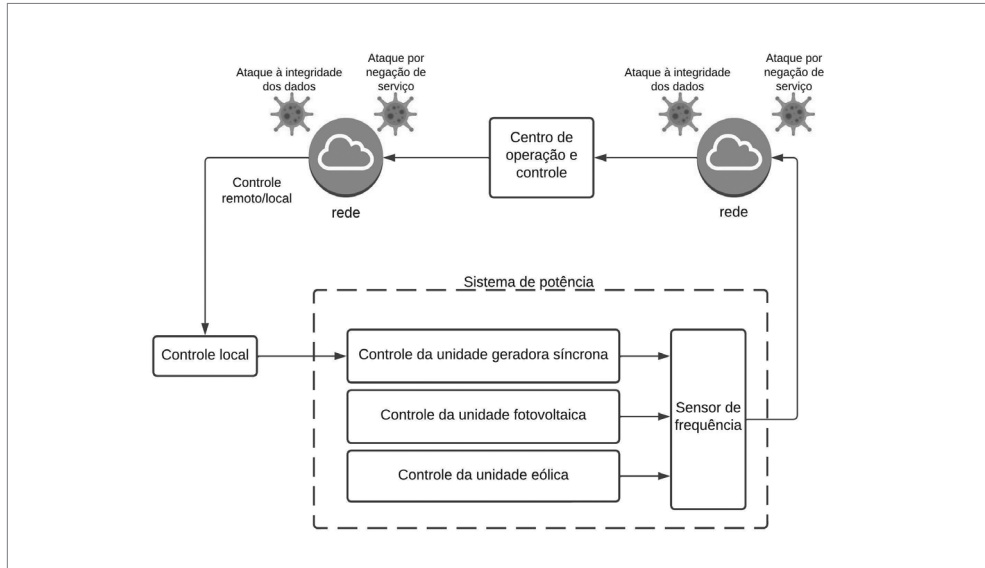 Ataque à integridade
dos dados
Ataque por
negação de
serviço
Ataque à integridade
dos dados
Ataque por
negação de
serviço
Centro de
operação e
controle
Controle
remoto/local
rede
rede
Sistema de potência
Controle local
Controle da unidade geradora síncrona
Controle da unidade fotovoltaica
Controle da unidade eólica
Sensor de
frequência